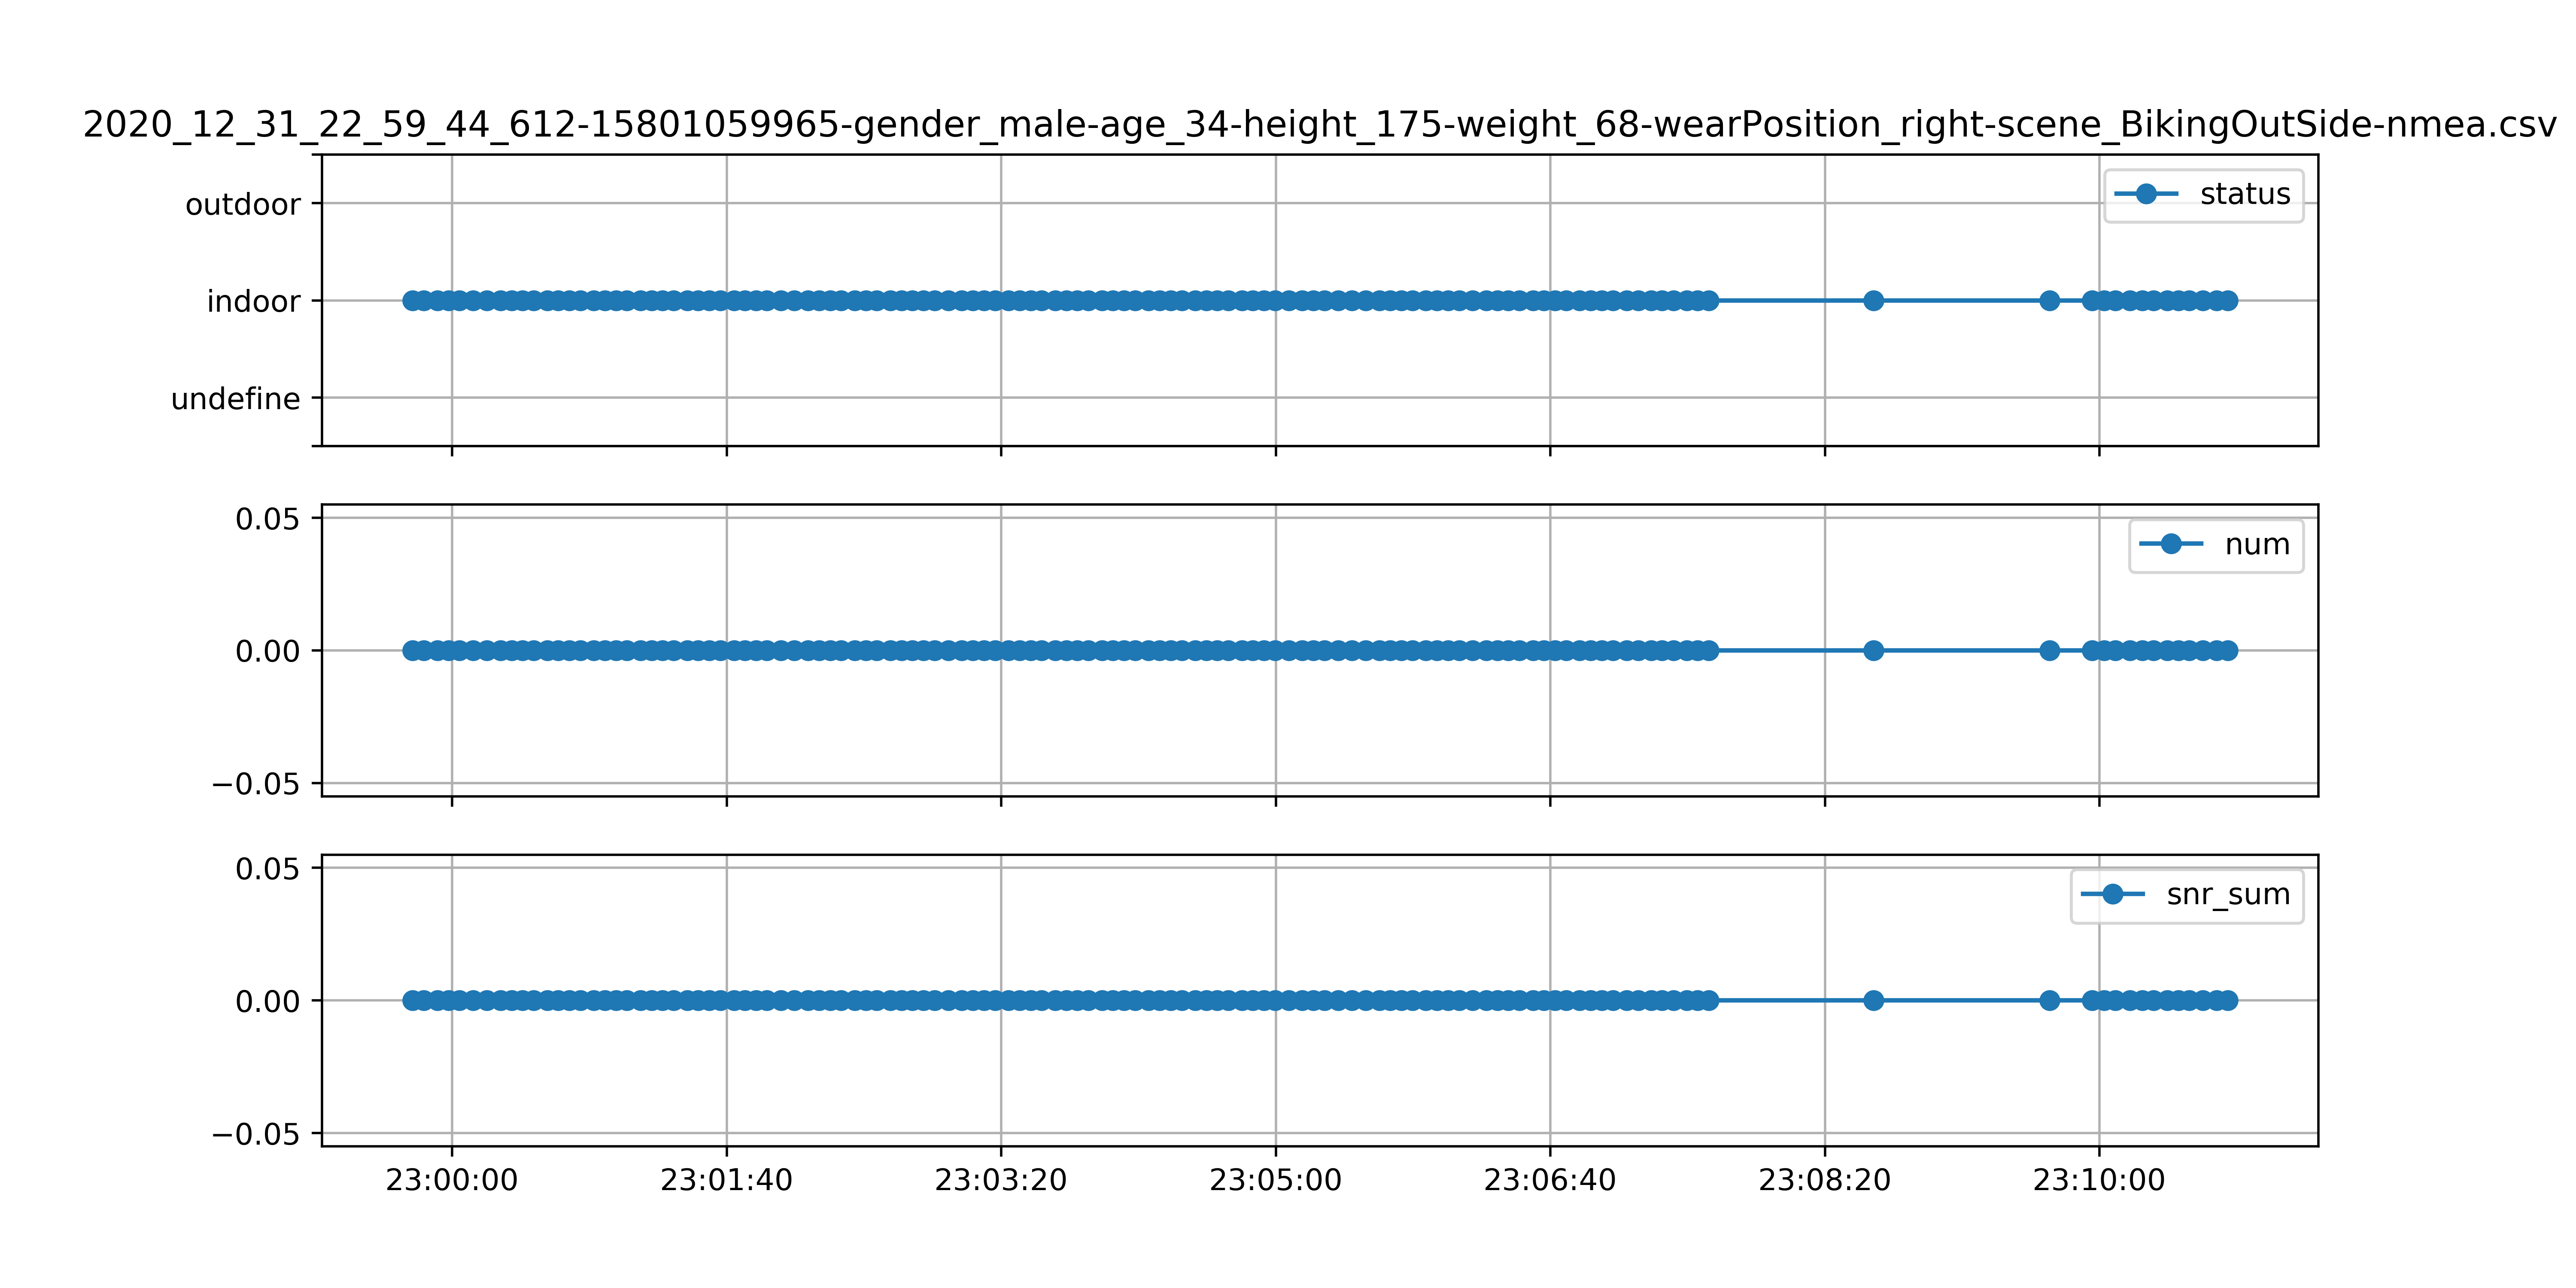 2020_12_31_22_59_44_612-15801059965-gender_male-age_34-height_175-weight_68-wearPosition_right-scene_BikingOutSide-nmea.csv
outdoor
status
indoor
undefine
0.05
num
0.00
−0.05
0.05
snr_sum
0.00
−0.05
23:00:00 23:01:40 23:03:20 23:05:00 23:06:40 23:08:20 23:10:00